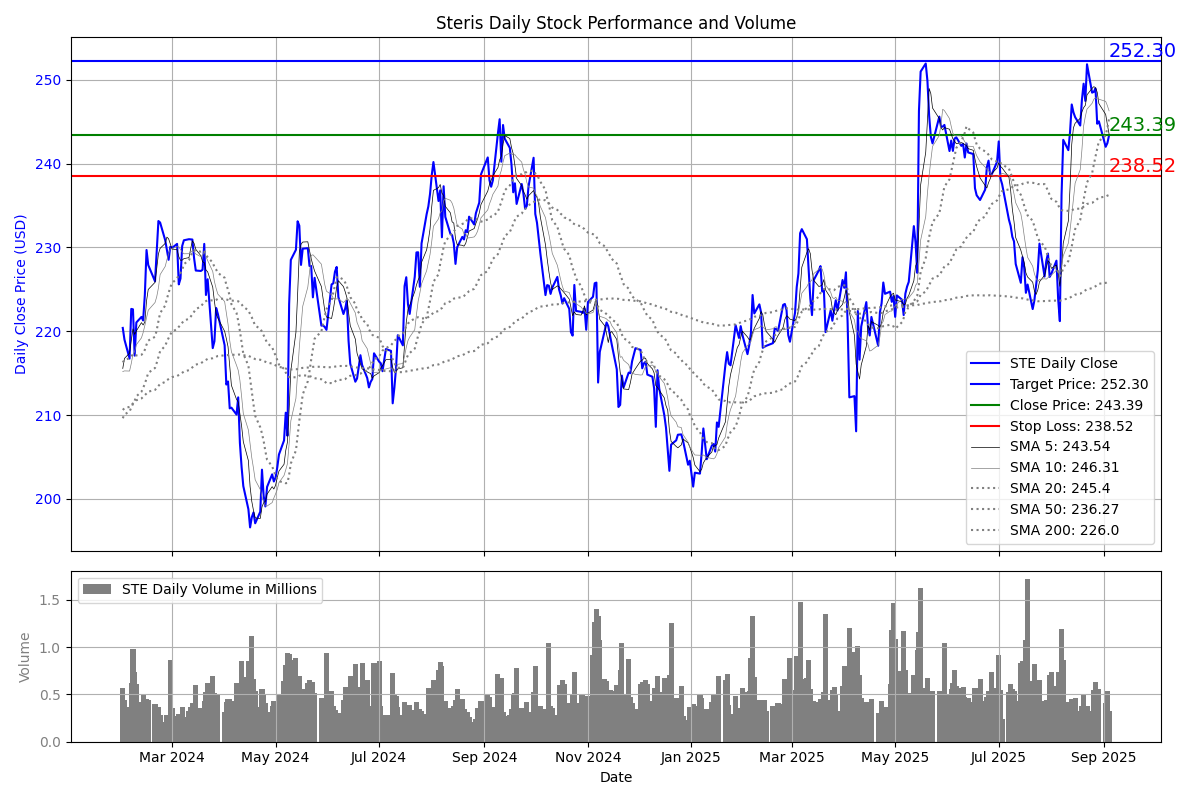 Steris Daily Stock Performance and Volume
252.30
250
243.39
240
238.52
230
220
210
200
Daily Close Price (USD)
STE Daily Close
Target Price: 252.30
Close Price: 243.39
Stop Loss: 238.52
SMA 5: 243.54
SMA 10: 246.31
SMA 20: 245.4
SMA 50: 236.27
SMA 200: 226.0
STE Daily Volume in Millions
1.5
1.0
0.5
0.0
Volume
Mar 2024 May 2024 Jul 2024 Sep 2024 Nov 2024 Jan 2025 Mar 2025 May 2025 Jul 2025 Sep 2025
Date